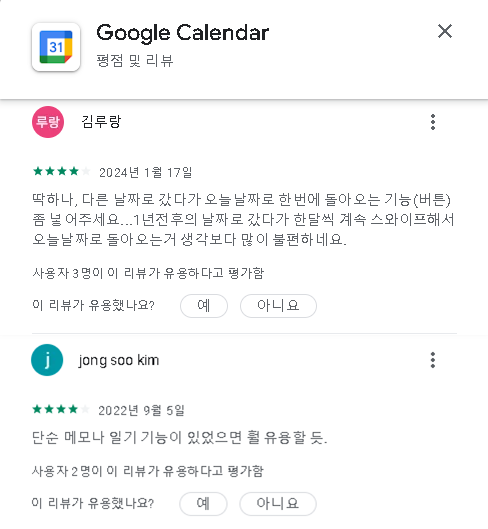 31
Google Calendar
평점 및 리뷰
루랑
김루랑
2024년 1월 17일
딱하나, 다른 날짜로 갔다가 오늘날짜로 한번에 돌아오는 기능(버튼)
좀 넣어주세요...1년전후의 날짜로 갔다가 한달씩 계속 스와이프해서
오늘날짜로 돌아오는거 생각보다 많이 불편하네요.
사용자 3명이 이 리뷰가 유용하다고 평가함
이 리뷰가 유용했나요? 예 아니요
j
jong soo kim
2022년 9월 5일
단순 메모나 일기 기능이 있었으면 훨 유용할 듯.
사용자 2명이 이 리뷰가 유용하다고 평가함
이 리뷰가 유용했나요? 예 아니요